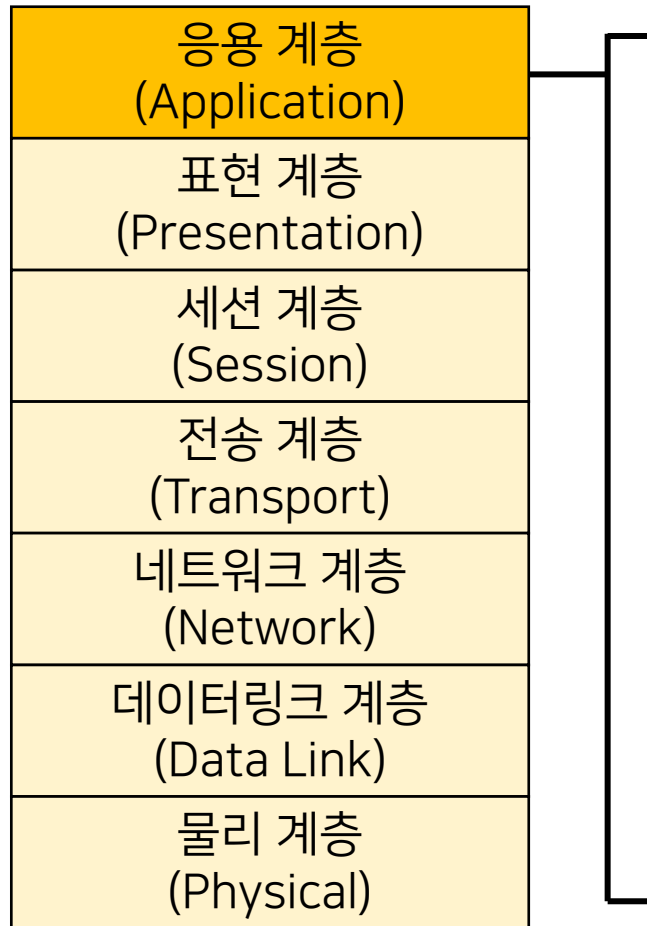 응용 계층
(Application)
표현 계층
(Presentation)
세션 계층
(Session)
전송 계층
(Transport)
네트워크 계층
(Network)
데이터링크 계층
(Data Link)
물리 계층
(Physical)